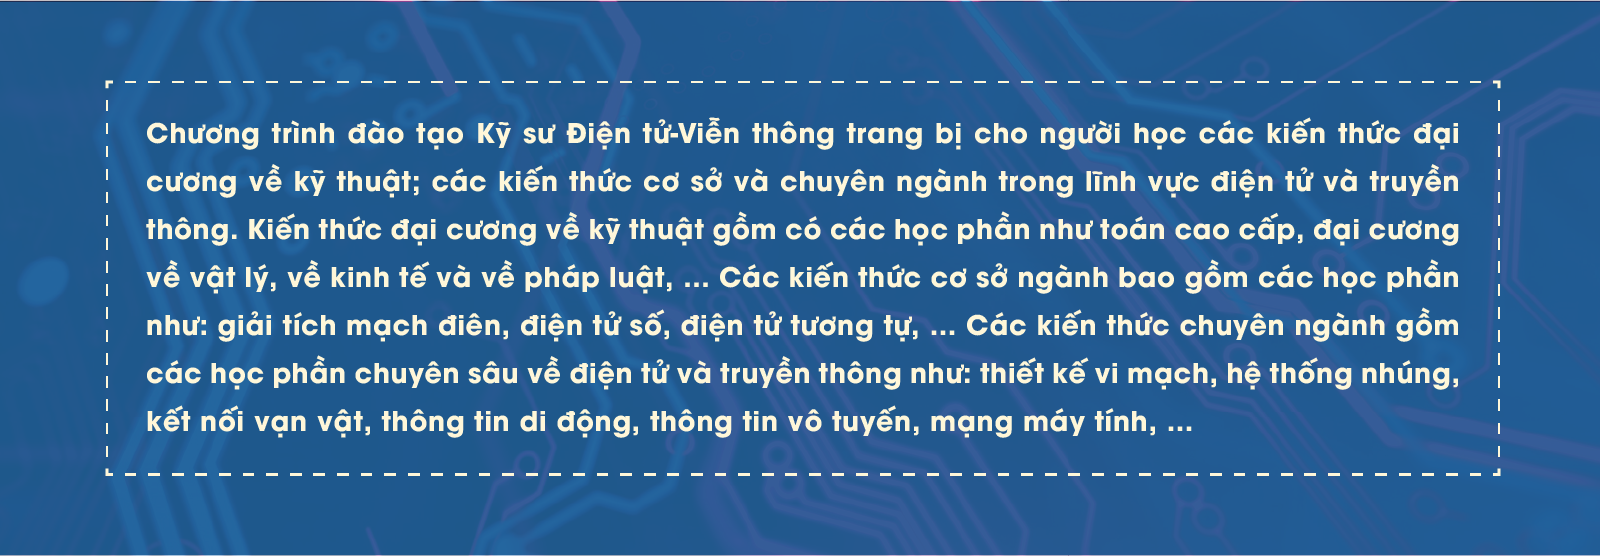 Chương trình đào tạo Kỹ sư Điện tử-Viễn thông trang bị cho người học các kiến thức đại
cương về kỹ thuật; các kiến thức cơ sở và chuyên ngành trong lĩnh vực điện tử và truyền
thông. Kiến thức đại cương về kỹ thuật gồm có các học phần như toán cao cấp, đại cương
về vật lý, về kinh tế và về pháp luật, ... Các kiến thức cơ sở ngành bao gồm các học phần
như: giải tích mạch điên, điện tử số, điện tử tương tự, ... Các kiến thức chuyên ngành gồm
các học phần chuyên sâu về điện tử và truyền thông như: thiết kế vi mạch, hệ thống nhúng,
kết nối vạn vật, thông tin di động, thông tin vô tuyến, mạng máy tính, ...